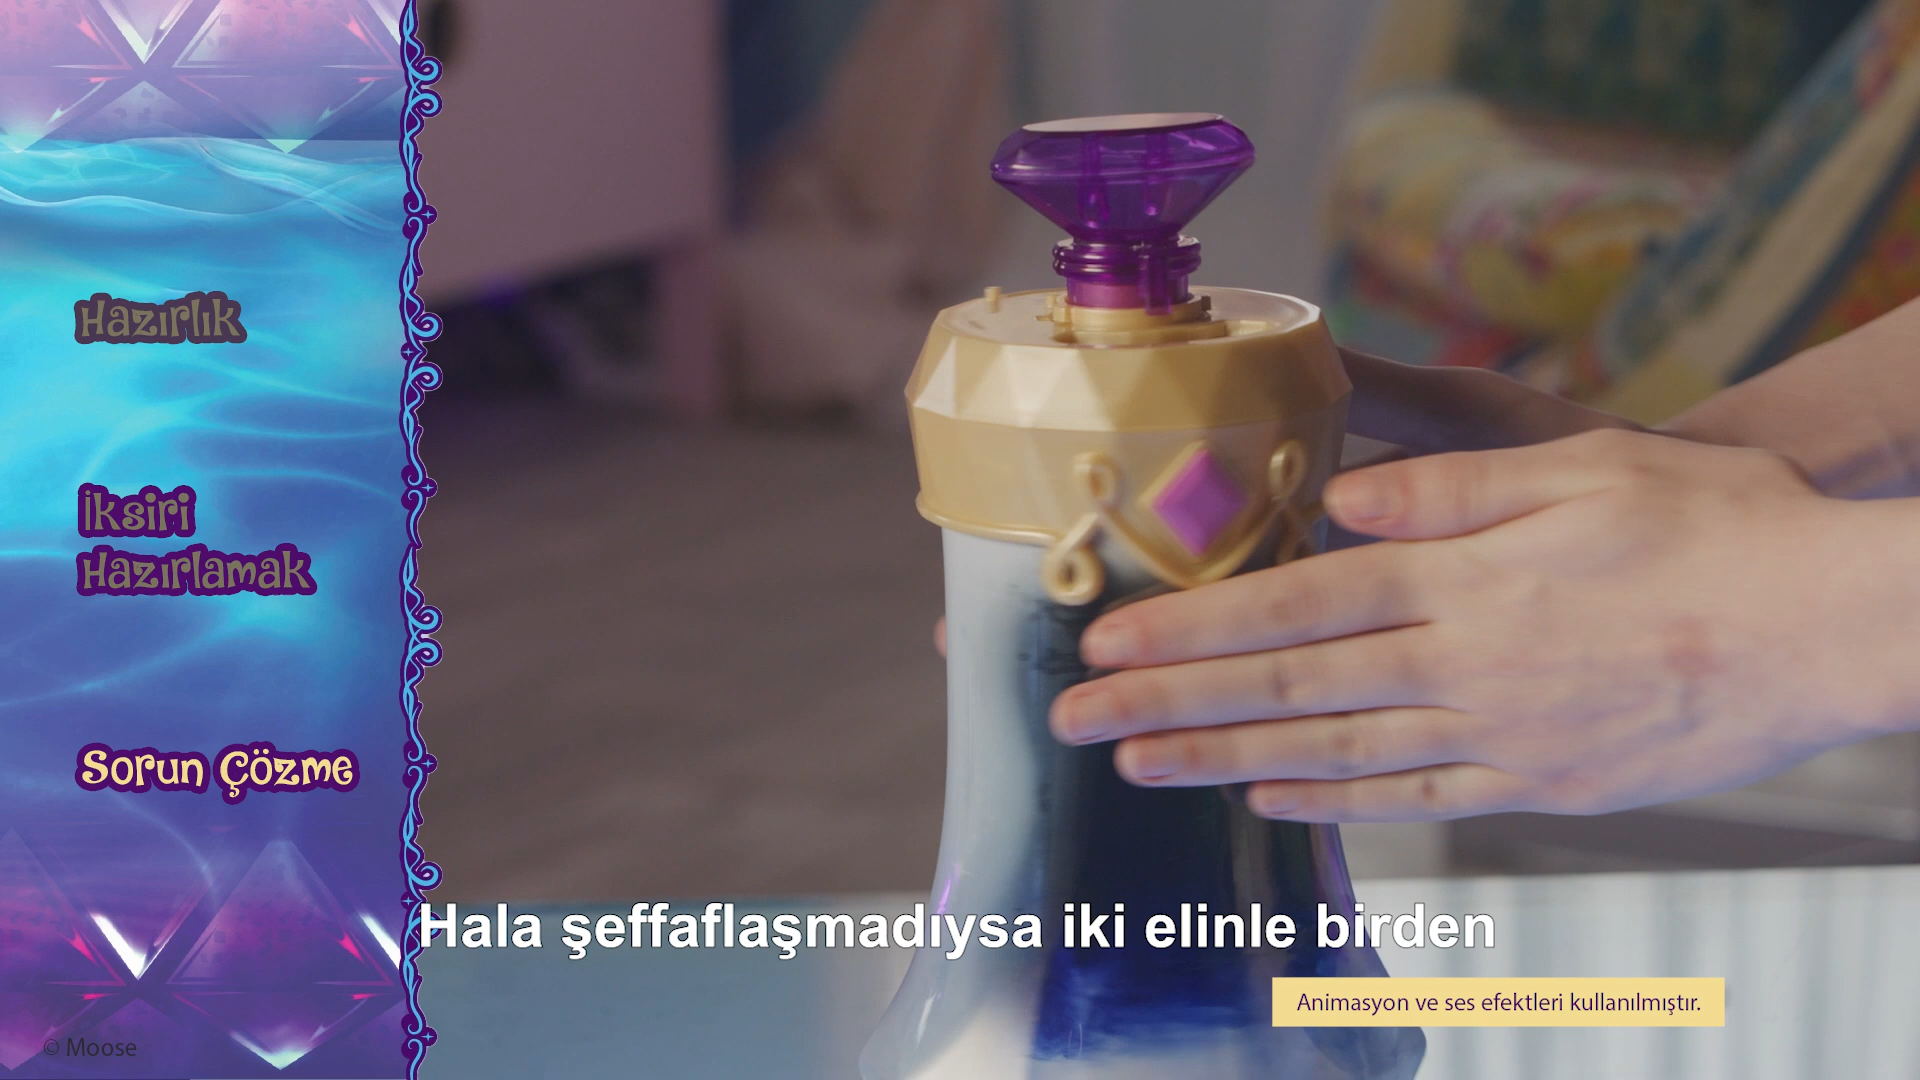 Hazırlık
İksiri
Hazırlamak
Sorun Çözme
Hala şeffaflaşmadıysa iki elinle birden
Animasyon ve ses efektleri kullanılmıştır.
© Moose